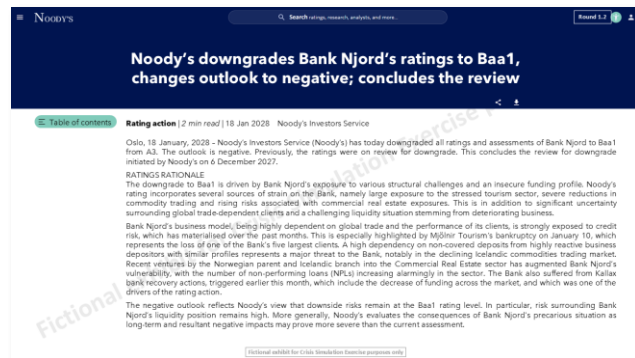 NOODY'S
Search ratings, research, analysts, and more...
Round 1.2
Noody's downgrades Bank Njord's ratings to Baa1,
changes outlook to negative; concludes the review
Table of contents
Rating action | 2 min read | 18 Jan 2028 Noody's Investors Service
Oslo, 18 January, 2028 - Noody's Investors Service (Noody's) has today downgraded all ratings and assessments of Bank Njord to Baa1
from A3. The outlook is negative. Previously, the ratings were on review for downgrade. This concludes the review for downgrade
initiated by Noody's on 6 December 2027.
RATINGS RATIONALE
The downgrade to Baa1 is driven by Bank Njord's exposure to various structural challenges and an insecure funding profile. Noody's
rating incorporates several sources of strain on the Bank, namely large exposure to the stressed tourism sector, severe reductions in
commodity trading and rising risks associated with commercial real estate exposures. This is in addition to significant uncertainty
surrounding global trade-dependent clients and a challenging liquidity situation stemming from deteriorating business.
Bank Njord's business model, being highly dependent on global trade and the performance of its clients, is strongly exposed to credit
risk, which has materialised over the past months. This is especially highlighted by Mjölnir Tourism's bankruptcy on January 10, which
represents the loss of one of the Bank's five largest clients. A high dependency on non-covered deposits from highly reactive business
depositors with similar profiles represents a major threat to the Bank, notably in the declining Icelandic commodities trading market.
Recent ventures by the Norwegian parent and Icelandic branch into the Commercial Real Estate sector has augmented Bank Njord's
vulnerability, with the number of non-performing loans (NPLs) increasing alarmingly in the sector. The Bank also suffered from Kallax
bank recovery actions, triggered earlier this month, which include the decrease of funding across the market, and which was one of the
drivers of the rating action.
The negative outlook reflects Noody's view that downside risks remain at the Baa1 rating level. In particular, risk surrounding Bank
Njord's liquidity position remains high. More generally, Noody's evaluates the consequences of Bank Njord's precarious situation as
long-term and resultant negative impacts may prove more severe than the current assessment.
Fictional exhibit for Crisis Simulation Exercise purposes only